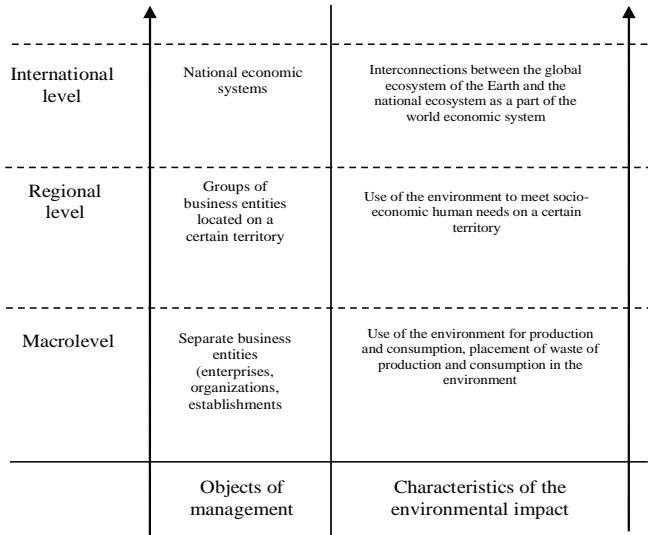 International
level
National economic
systems
Interconnections between the global
ecosystem of the Earth and the
national ecosystem as a part of the
world economic system
Regional
level
Groups of
business entities
located on a
certain territory
Use of the environment to meet socio-
economic human needs on a certain
territory
Macrolevel
Separate business
entities
(enterprises,
organizations,
establishments
Use of the environment for production
and consumption, placement of waste of
production and consumption in the
environment
Objects of
management
Characteristics of the
environmental impact